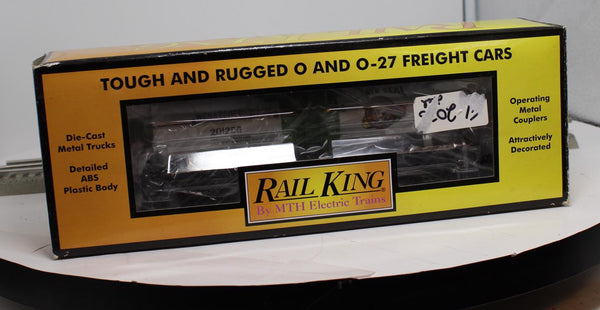 TOUGH AND RUGGED O AND O-27 FREIGHT CARS
Die-Cast
Metal Trucks
Detailed
ABS
Plastic Body
Operating
Metal
Couplers
Attractively
Decorated
RAIL KING®
By MTH Electric Trains